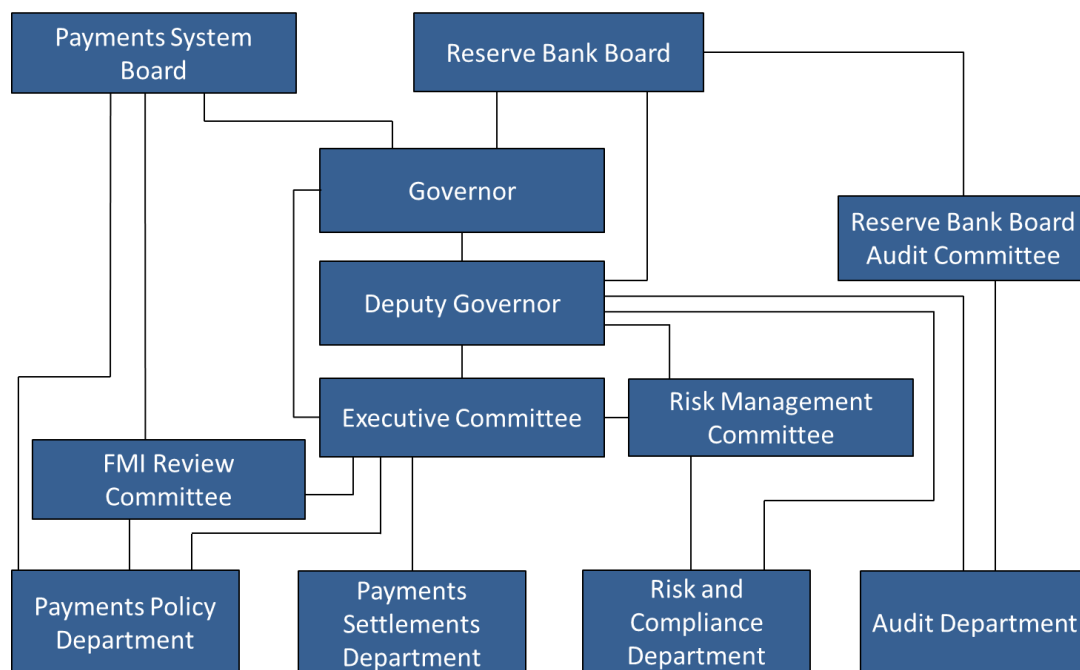 Payments System
Board
Reserve Bank Board
Governor
Reserve Bank Board
Audit Committee
Deputy Governor
Executive Committee
Risk Management
Committee
FMI Review
Committee
Payments Policy
Department
Payments
Settlements
Department
Risk and
Compliance
Department
Audit Department